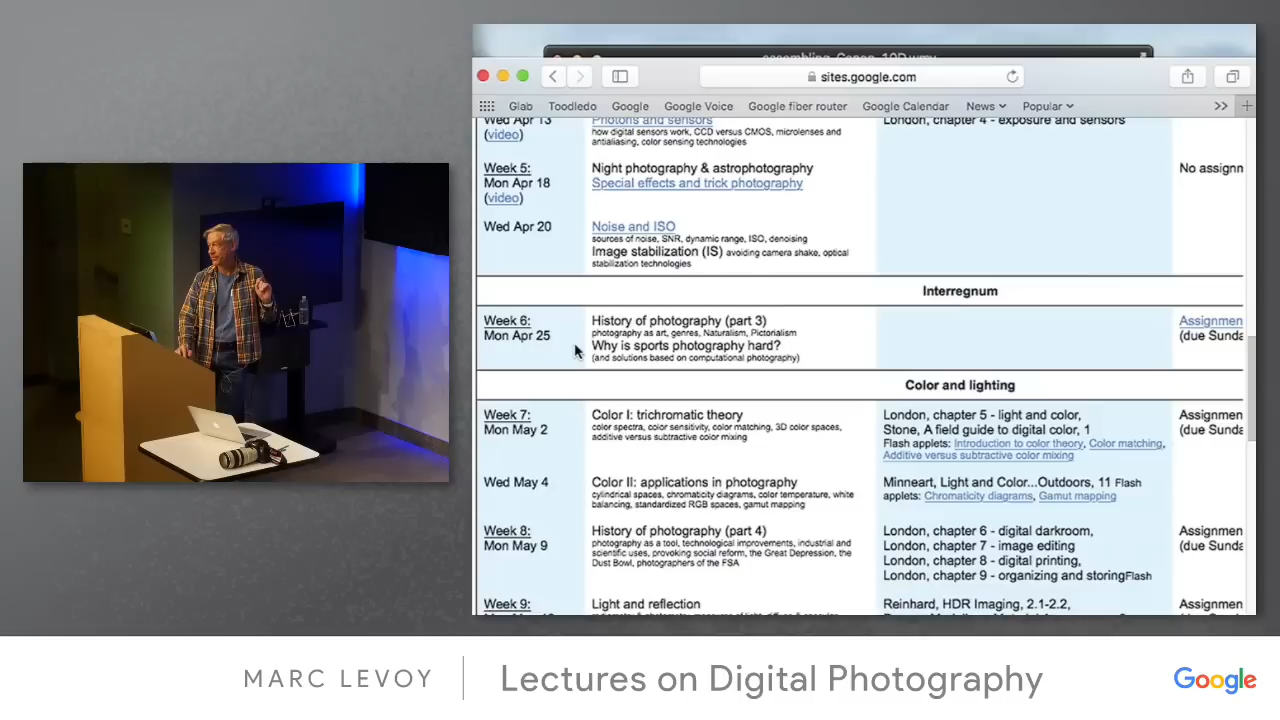 assembling_Canon_10D.wmv
sites.google.com
Glab Toodledo Google Google Voice Google fiber router Google Calendar News Popular >>
Wed Apr 13 Photons and sensors London, chapter 4 - exposure and sensors
(video) how digital sensors work, CCD versus CMOS, microlenses and
antialiasing, color sensing technologies
Week 5: Night photography & astrophotography No assignn
Mon Apr 18 Special effects and trick photography
(video)
Wed Apr 20 Noise and ISO
sources of noise, SNR, dynamic range, ISO, denoising
Image stabilization (IS) avoiding camera shake, optical
stabilization technologies
Interregnum
Week 6: History of photography (part 3) Assignmen
Mon Apr 25 photography as art, genres, Naturalism, Pictorialism (due Sunda
Why is sports photography hard?
(and solutions based on computational photography)
Color and lighting
Week 7: Color I: trichromatic theory London, chapter 5 - light and color, Assignmen
Mon May 2 color spectra, color sensitivity, color matching, 3D color spaces, Stone, A field guide to digital color, 1 (due Sunda
additive versus subtractive color mixing Flash applets: Introduction to color theory, Color matching,
Additive versus subtractive color mixing
Wed May 4 Color II: applications in photography Minneart, Light and Color...Outdoors, 11 Flash
cylindrical spaces, chromaticity diagrams, color temperature, white applets: Chromaticity diagrams, Gamut mapping
balancing, standardized RGB spaces, gamut mapping
Week 8: History of photography (part 4) London, chapter 6 - digital darkroom, Assignmen
Mon May 9 photography as a tool, technological improvements, industrial and London, chapter 7 - image editing (due Sunda
scientific uses, provoking social reform, the Great Depression, the London, chapter 8 - digital printing,
Dust Bowl, photographers of the FSA London, chapter 9 - organizing and storingFlash
Week 9: Light and reflection Reinhard, HDR Imaging, 2.1-2.2, Assignmen
MARC LEVOY Lectures on Digital Photography Google